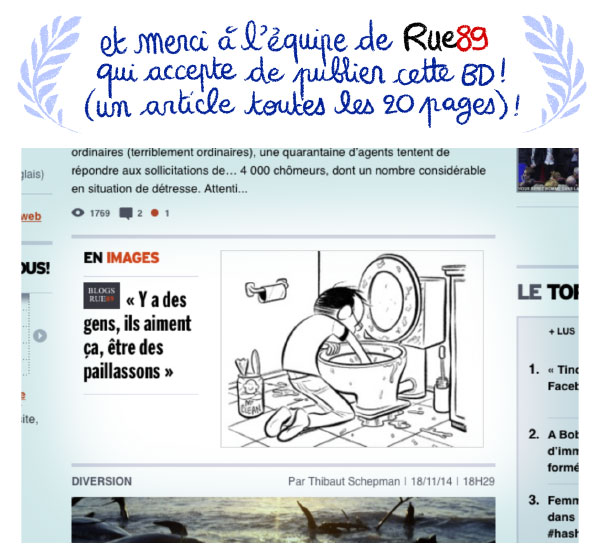 et merci à l'équipe de Rue89
qui accepte de publier cette BD!
(un article toutes les 20 pages)!
ordinaires (terriblement ordinaires), une quarantaine d'agents tentent de
répondre aux sollicitations de... 4 000 chômeurs, dont un nombre considérable
en situation de détresse. Attenti...
1769 2 1
glais)
web
OUS!
ite,
EN IMAGES
BLOGS
RUE89
« Y a des
gens, ils aiment
ça, être des
paillassons »
MR
CLEAN
DIVERSION
Par Thibaut Schepman | 18/11/14 | 18H29
LE TOP
+ LUS
1. « Tind
Faceb
2. A Bob
d'imm
formé
3. Femm
dans
#hash